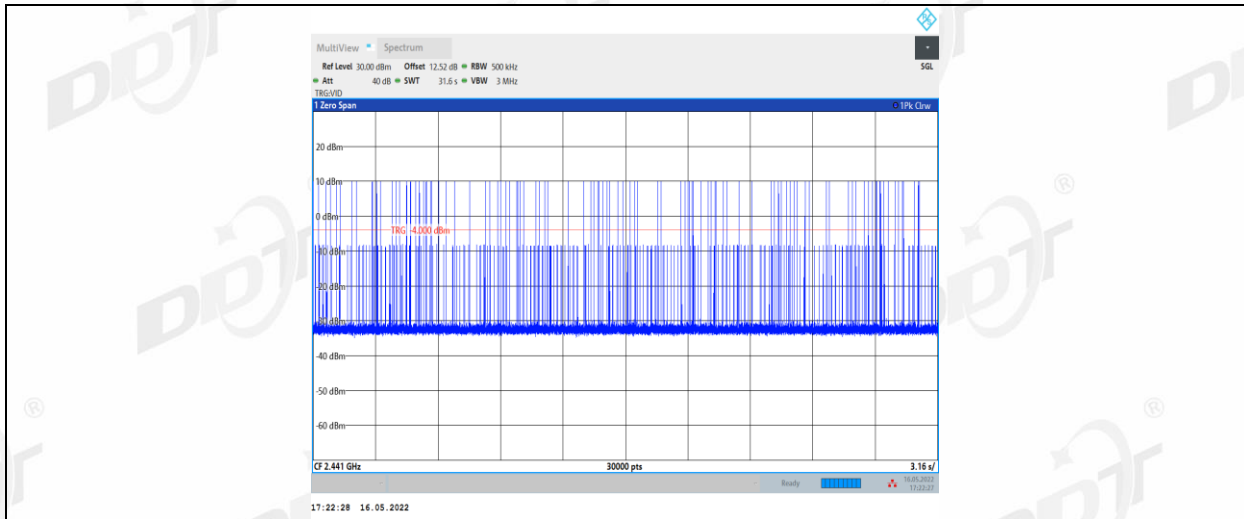 MultiView Spectrum
Ref Level 30.00 dBm Offset 12.52 dB RBW 500 kHz SGL
Att 40 dB SWT 31.6 s VBW 3 MHz
TRG:VID
1 Zero Span 1Pk Clrw
20 dBm
10 dBm
0 dBm
TRG -4.000 dBm
-10 dBm
-20 dBm
-30 dBm
-40 dBm
-50 dBm
-60 dBm
CF 2.441 GHz 30000 pts 3.16 s/
Ready 16.05.2022
17:22:27
17:22:28 16.05.2022
DDT
®